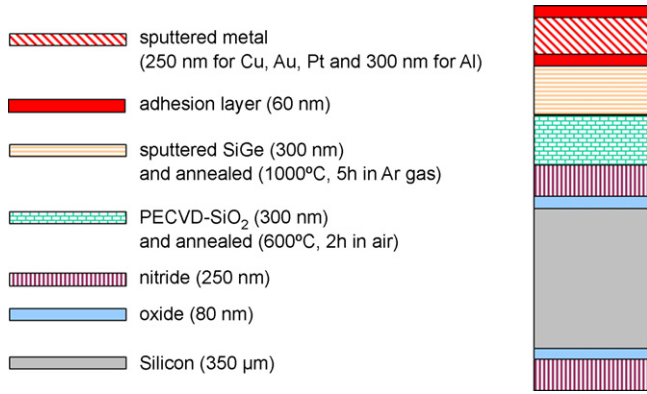 sputtered metal
(250 nm for Cu, Au, Pt and 300 nm for Al)
adhesion layer (60 nm)
sputtered SiGe (300 nm)
and annealed (1000ºC, 5h in Ar gas)
PECVD-SiO₂ (300 nm)
and annealed (600ºC, 2h in air)
nitride (250 nm)
oxide (80 nm)
Silicon (350 µm)